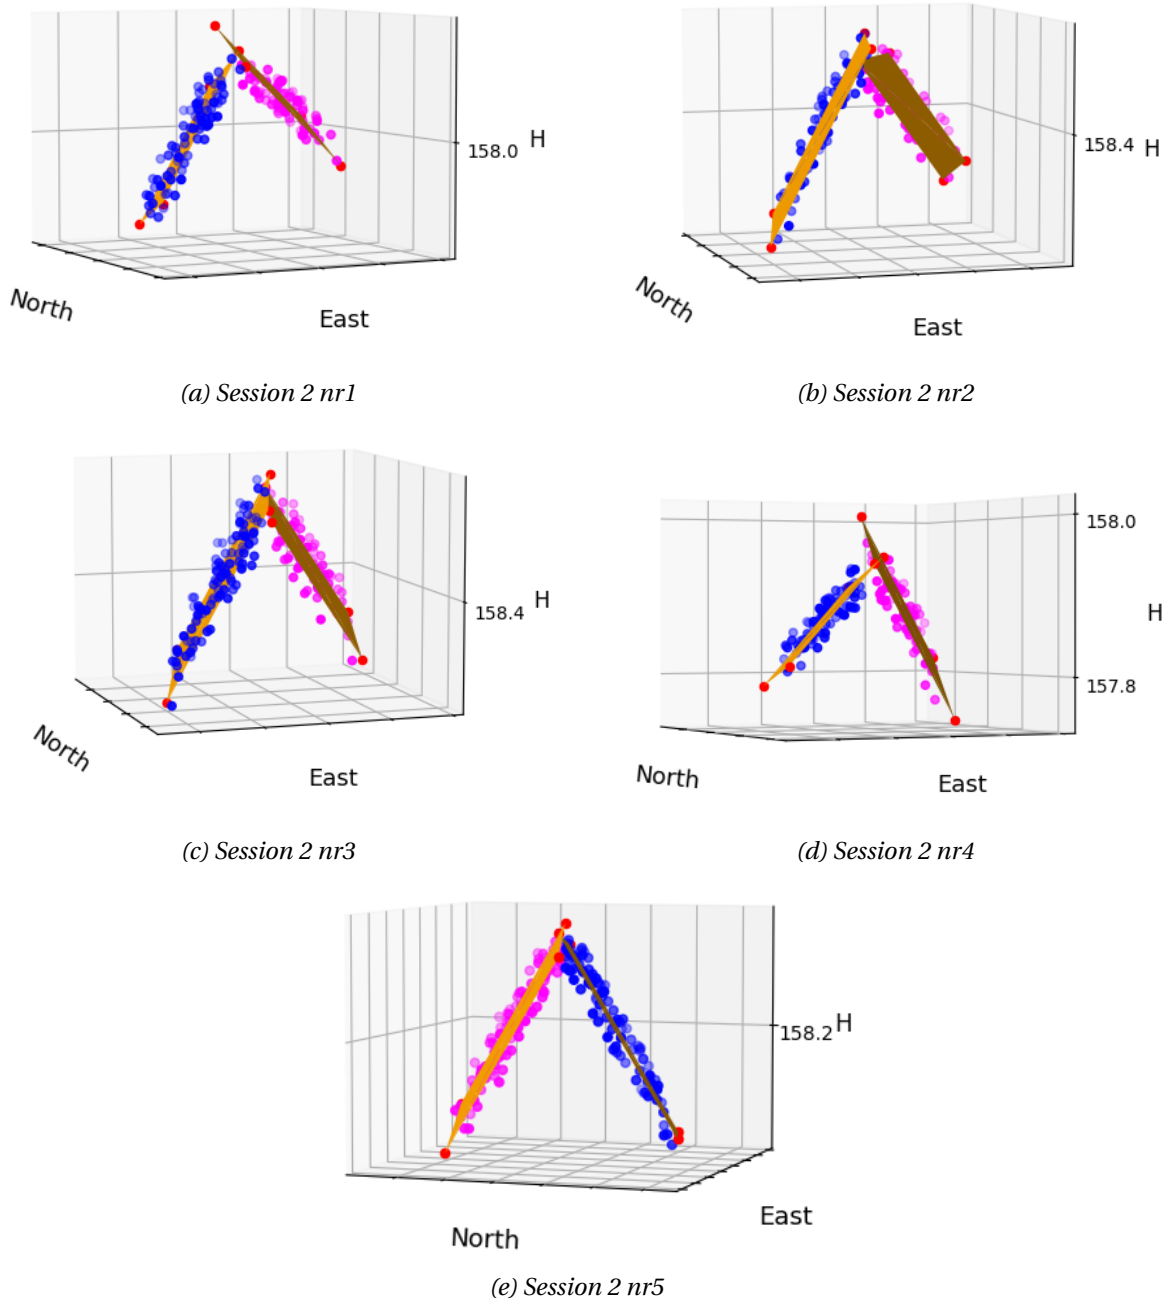 158.0 H
North
East
(a) Session 2 nr1
158.4 H
North
East
(b) Session 2 nr2
158.4 H
North
East
(c) Session 2 nr3
158.0
H
157.8
North
East
(d) Session 2 nr4
158.2 H
North
East
(e) Session 2 nr5